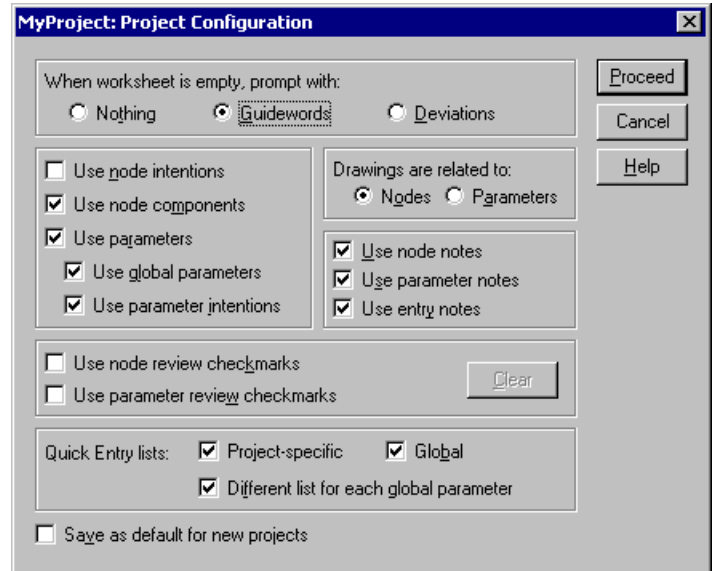 MyProject: Project Configuration
When worksheet is empty, prompt with:
Nothing Guidewords Deviations
Proceed
Cancel
Help
Use node intentions
Use node components
Use parameters
Use global parameters
Use parameter intentions
Drawings are related to:
Nodes Parameters
Use node notes
Use parameter notes
Use entry notes
Use node review checkmarks
Use parameter review checkmarks
Clear
Quick Entry lists: Project-specific Global
Different list for each global parameter
Save as default for new projects